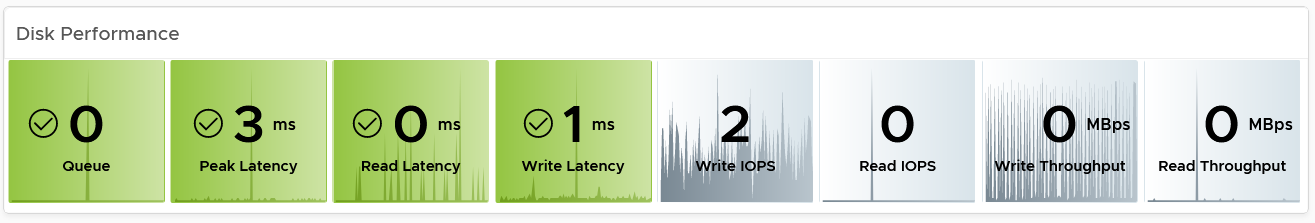 Disk Performance
0
Queue
3 ms
Peak Latency
0 ms
Read Latency
1 ms
Write Latency
2
Write IOPS
0
Read IOPS
0 MBps
Write Throughput
0 MBps
Read Throughput